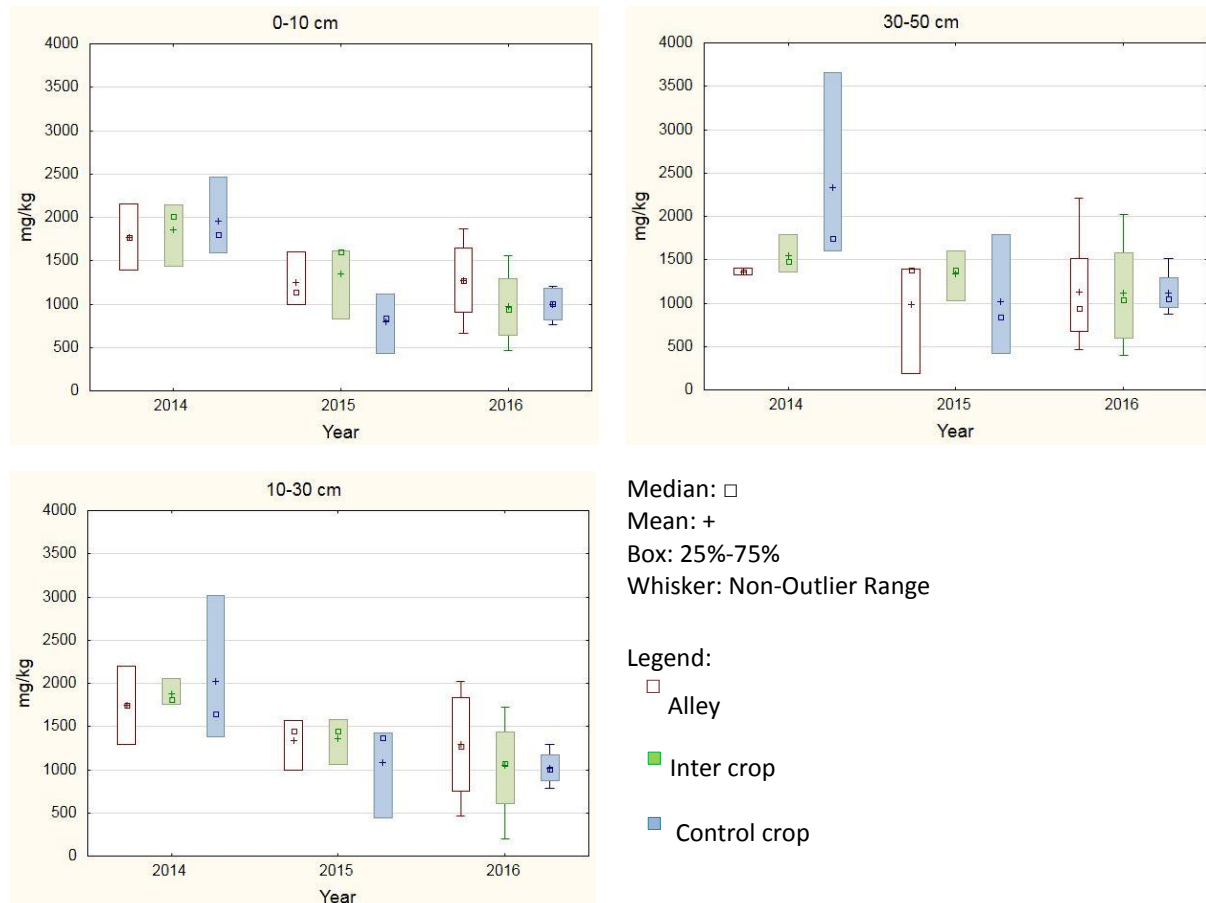 0-10 cm
4000
3500
3000
2500
2000
1500
1000
500
0
mg/kg
2014 2015 2016
Year
30-50 cm
4000
3500
3000
2500
2000
1500
1000
500
0
mg/kg
2014 2015 2016
Year
10-30 cm
4000
3500
3000
2500
2000
1500
1000
500
0
mg/kg
2014 2015 2016
Year
Median: □
Mean: +
Box: 25%-75%
Whisker: Non-Outlier Range
Legend:
Alley
Inter crop
Control crop